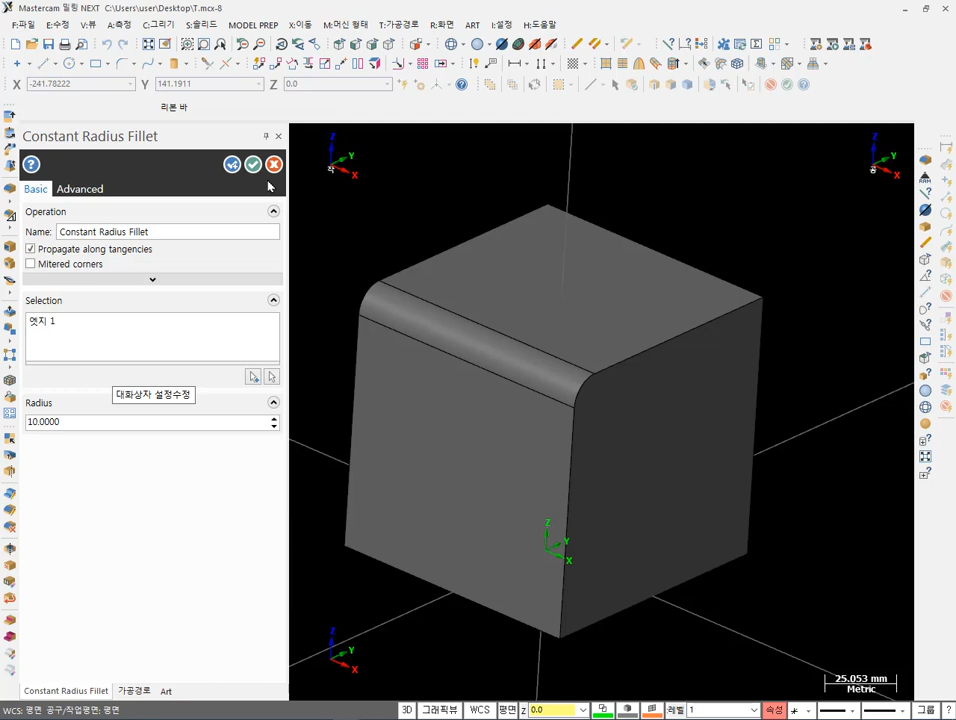 Mastercam 밀링 NEXT  C:\Users\user\Desktop\T.mcx-8
F:파일 E:수정 V:뷰 A:측정 C:그리기 S:솔리드 MODEL PREP X:이동 M:머신 형태 T:가공경로 R:화면 ART I:설정 H:도움말
X -241.78222 Y 141.1911 Z 0.0
리본 바
Constant Radius Fillet
Basic Advanced
Operation
Name: Constant Radius Fillet
Propagate along tangencies
Mitered corners
Selection
엣지 1
대화상자 설정수정
Radius
10.0000
Z
Y
X
Z
Y
X
Z
Y
X
Z
Y
X
25.053 mm
Metric
Constant Radius Fillet 가공경로 Art
WCS: 평면 공구/작업평면: 평면
3D 그래픽뷰 WCS 평면 Z 0.0 레벨 1 속성 그룹 ?